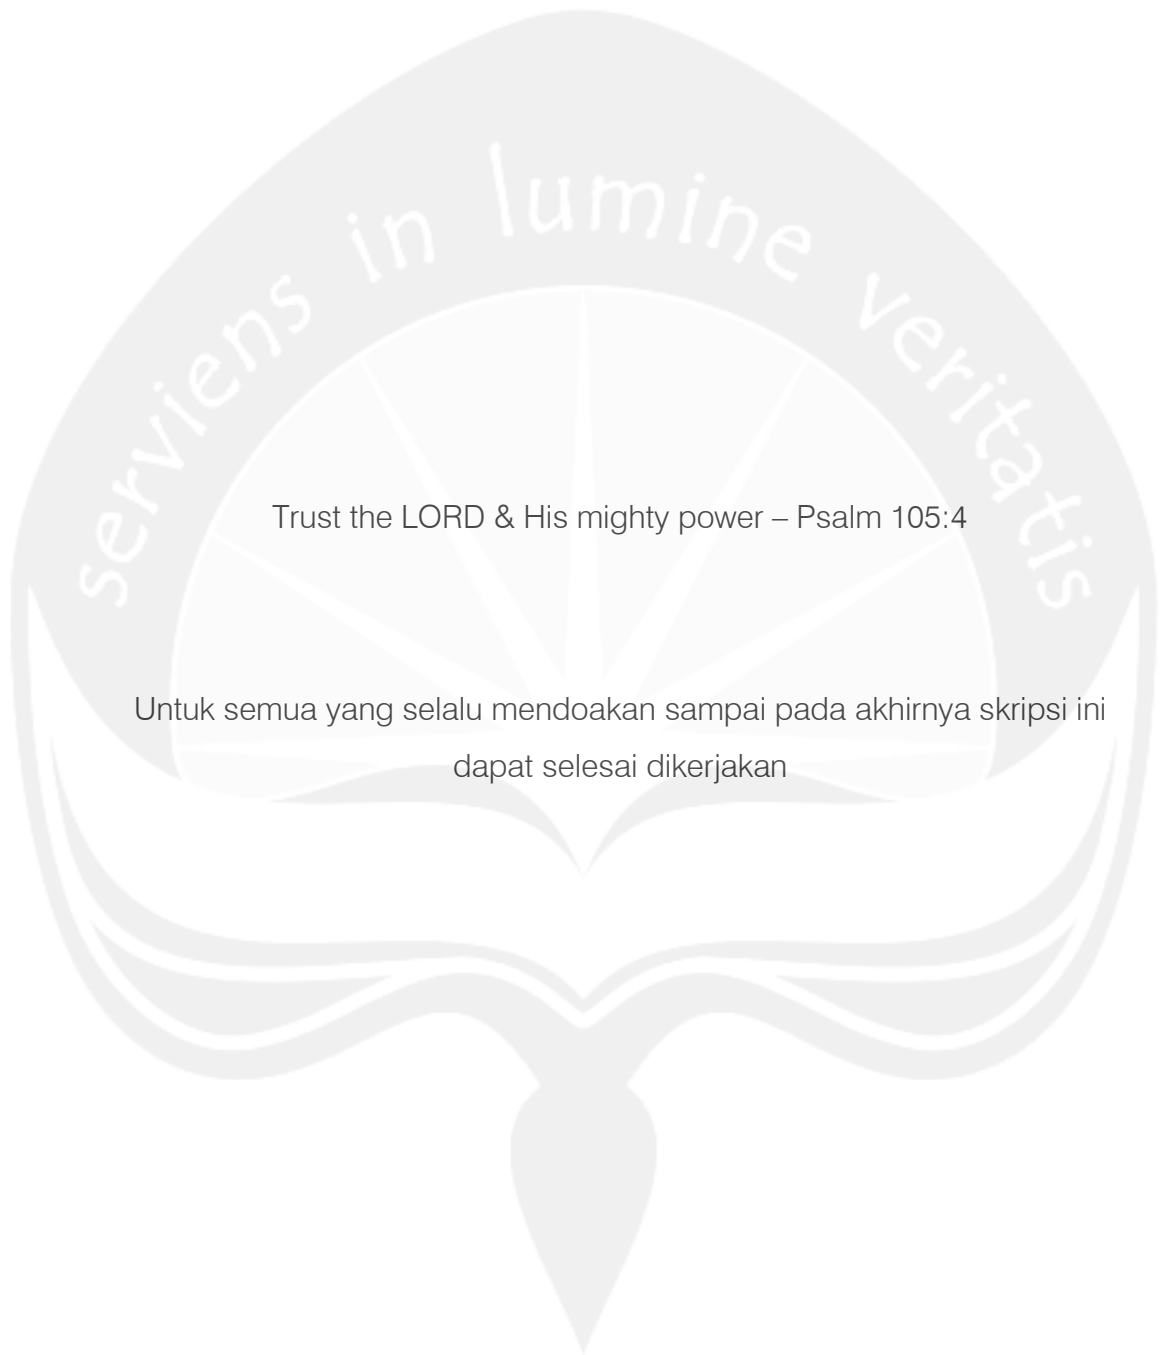 serviens in lumine veritatis
Trust the LORD & His mighty power – Psalm 105:4
Untuk semua yang selalu mendoakan sampai pada akhirnya skripsi ini
dapat selesai dikerjakan